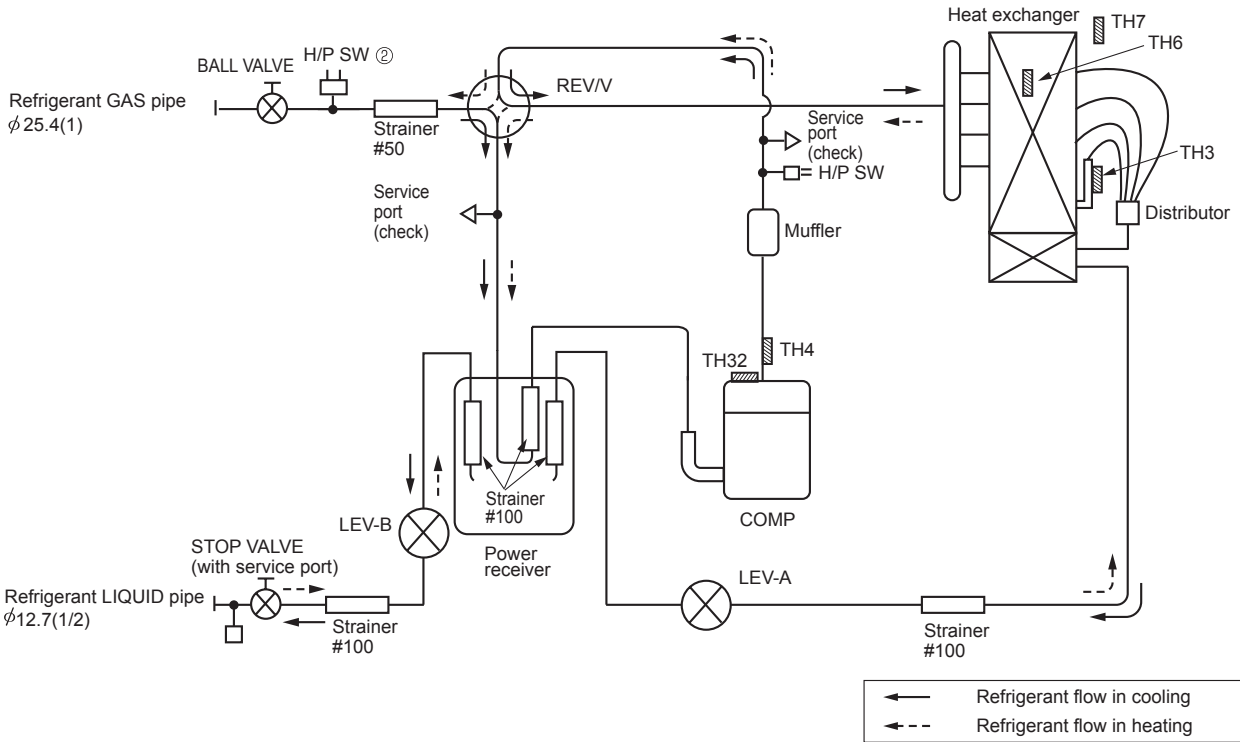 Heat exchanger
TH7
TH6
H/P SW ②
BALL VALVE
REV/V
Refrigerant GAS pipe
ϕ25.4(1)
Strainer
#50
Service
port
(check)
H/P SW
TH3
Service
port
(check)
Muffler
Distributor
TH4
TH32
Strainer
#100
COMP
LEV-B
Power
receiver
STOP VALVE
(with service port)
LEV-A
Refrigerant LIQUID pipe
ϕ12.7(1/2)
Strainer
#100
Strainer
#100
Refrigerant flow in cooling
Refrigerant flow in heating